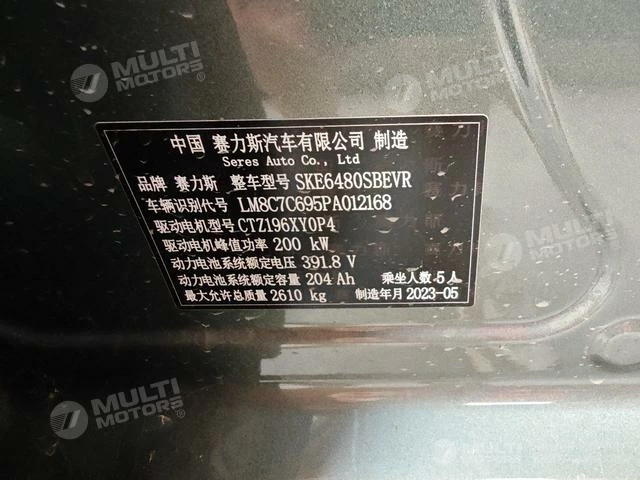 MULTI
MOTORS
MULTI
MOTORS
中国 赛力斯汽车有限公司 制造
Seres Auto Co., Ltd
品牌 赛力斯 整车型号 SKE6480SBEVR
车辆识别代号 LM8C7C695PA012168
驱动电机型号 CTZ196XY0P4
驱动电机峰值功率 200 kW
动力电池系统额定电压 391.8 V
动力电池系统额定容量 204 Ah 乘坐人数 5人
最大允许总质量 2610 kg 制造年月 2023-05
MULTI
MOTORS
MULTI
MOTORS